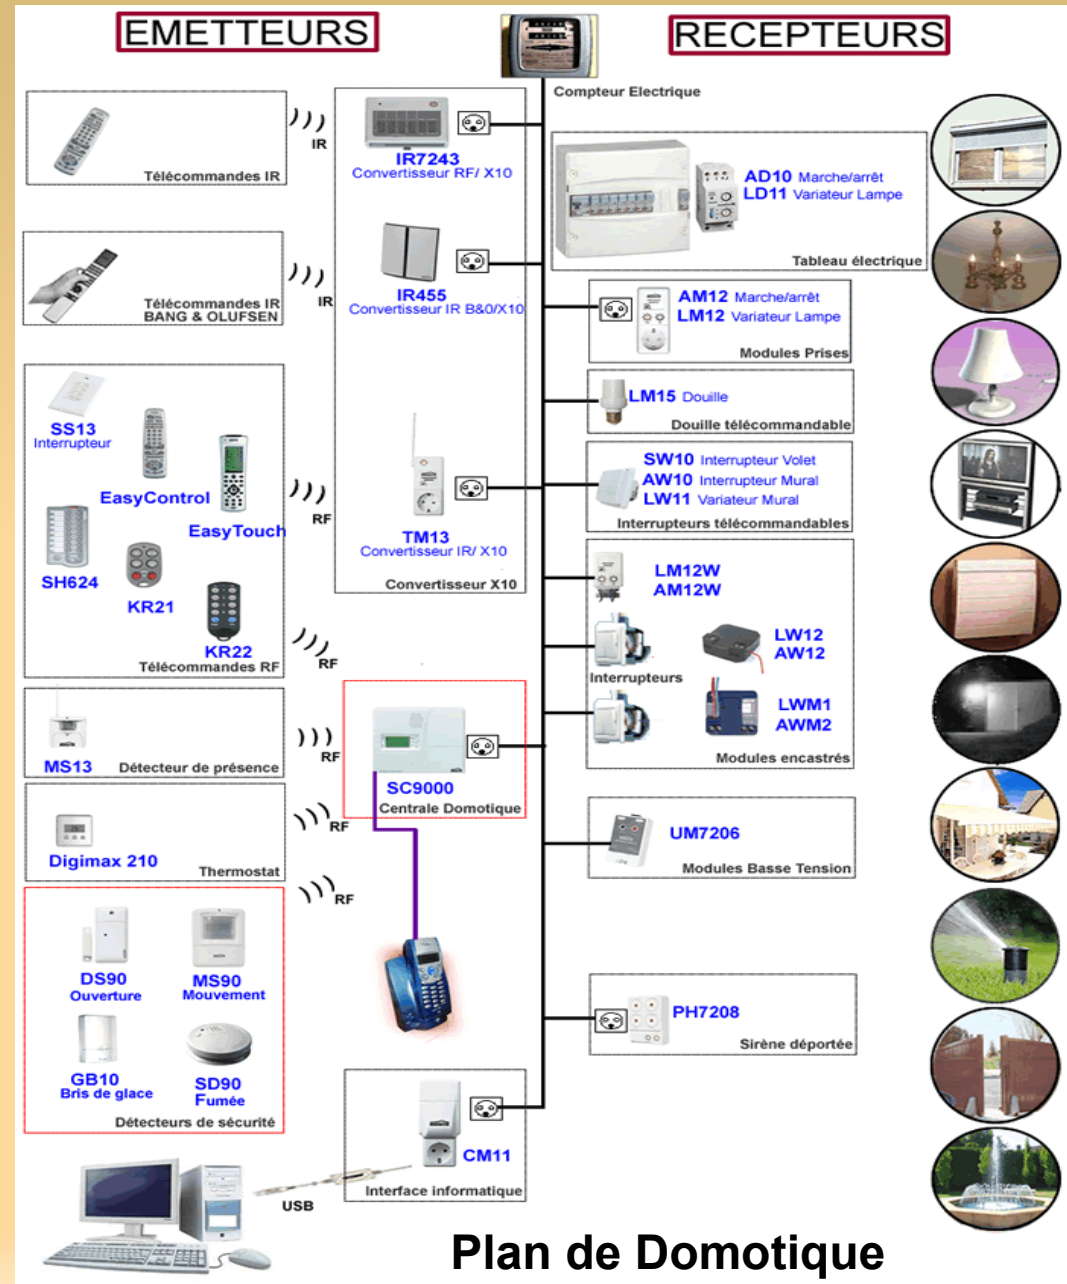 EMETTEURS
RECEPTEURS
Compteur Electrique
IR
Télécommandes IR
IR7243
Convertisseur RF/ X10
AD10 Marche/arrêt
LD11 Variateur Lampe
Tableau électrique
IR
Télécommandes IR
BANG & OLUFSEN
IR455
Convertisseur IR B&0/X10
AM12 Marche/arrêt
LM12 Variateur Lampe
Modules Prises
SS13
Interrupteur
EasyControl
EasyTouch
SH624
KR21
KR22
Télécommandes RF
RF
RF
TM13
Convertisseur IR/ X10
Convertisseur X10
LM15 Douille
Douille télécommandable
SW10 Interrupteur Volet
AW10 Interrupteur Mural
LW11 Variateur Mural
Interrupteurs télécommandables
LM12W
AM12W
LW12
AW12
Interrupteurs
LWM1
AWM2
Modules encastrés
MS13
Détecteur de présence
RF
SC9000
Centrale Domotique
Digimax 210
Thermostat
RF
RF
UM7206
Modules Basse Tension
DS90
Ouverture
MS90
Mouvement
GB10
Bris de glace
SD90
Fumée
Détecteurs de sécurité
PH7208
Sirène déportée
CM11
Interface informatique
USB
Plan de Domotique